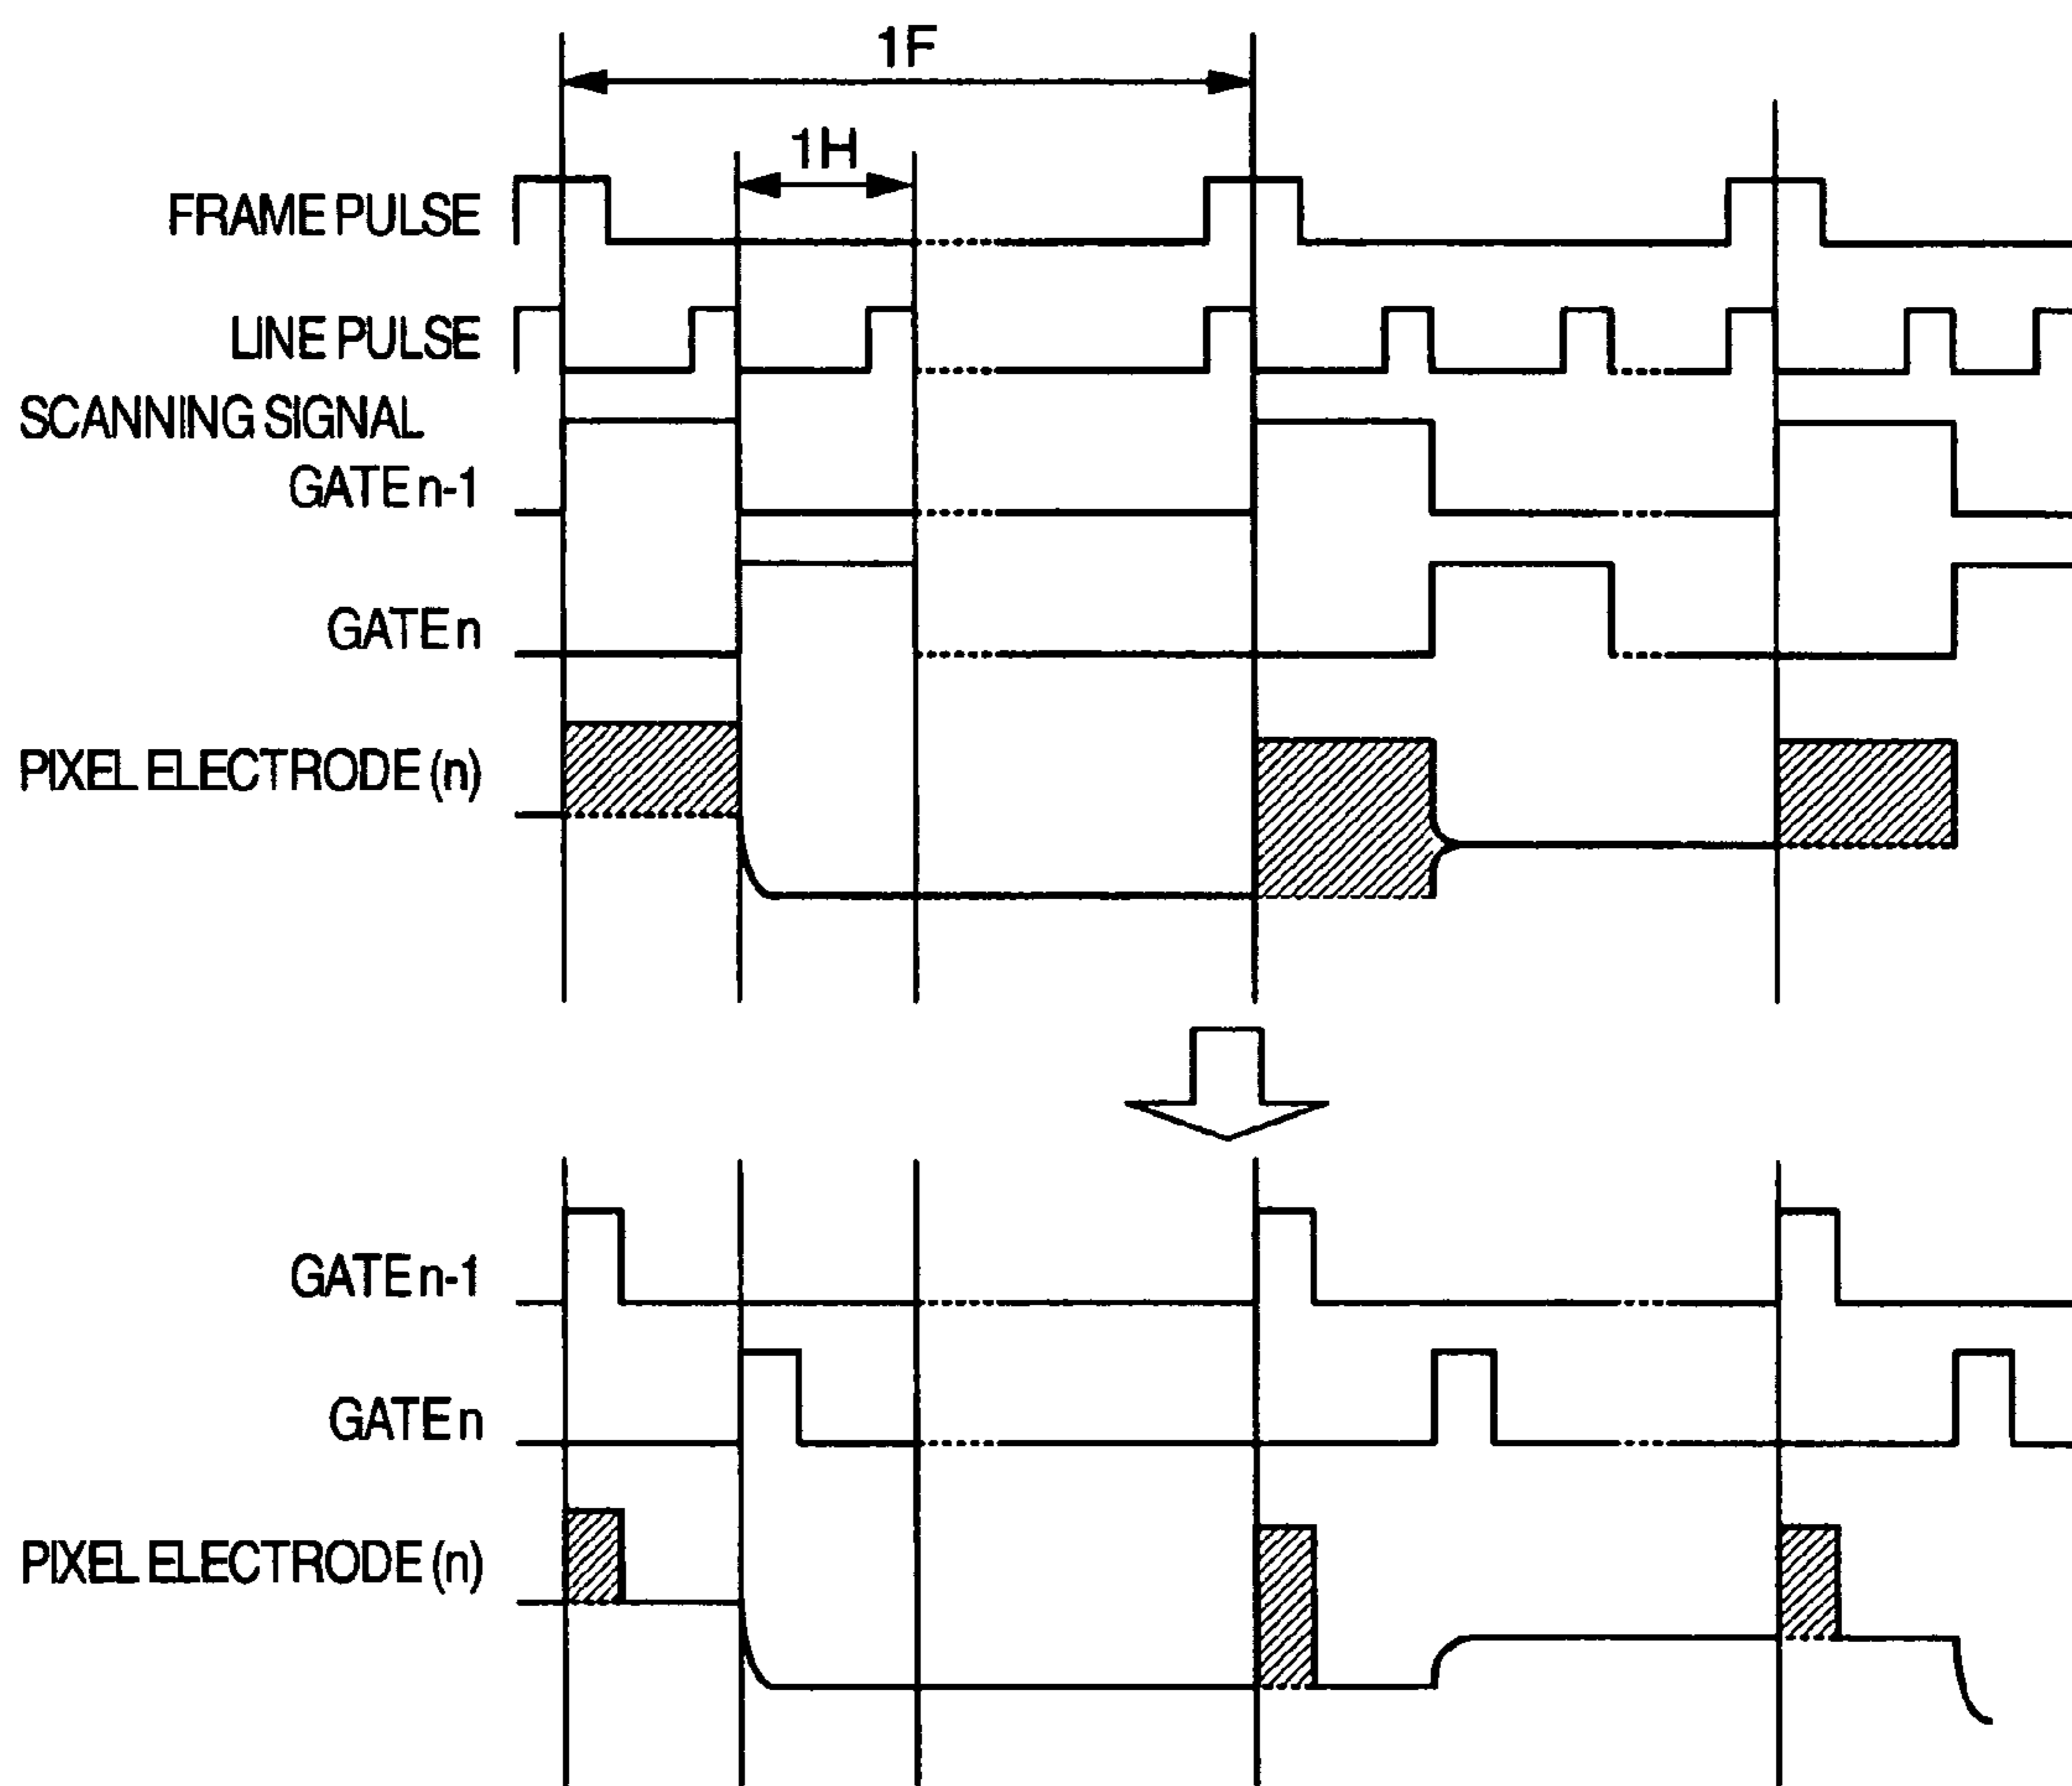 1F
1H
FRAME PULSE
LINE PULSE
SCANNING SIGNAL
GATE n-1
GATE n
PIXEL ELECTRODE (n)
GATE n-1
GATE n
PIXEL ELECTRODE (n)